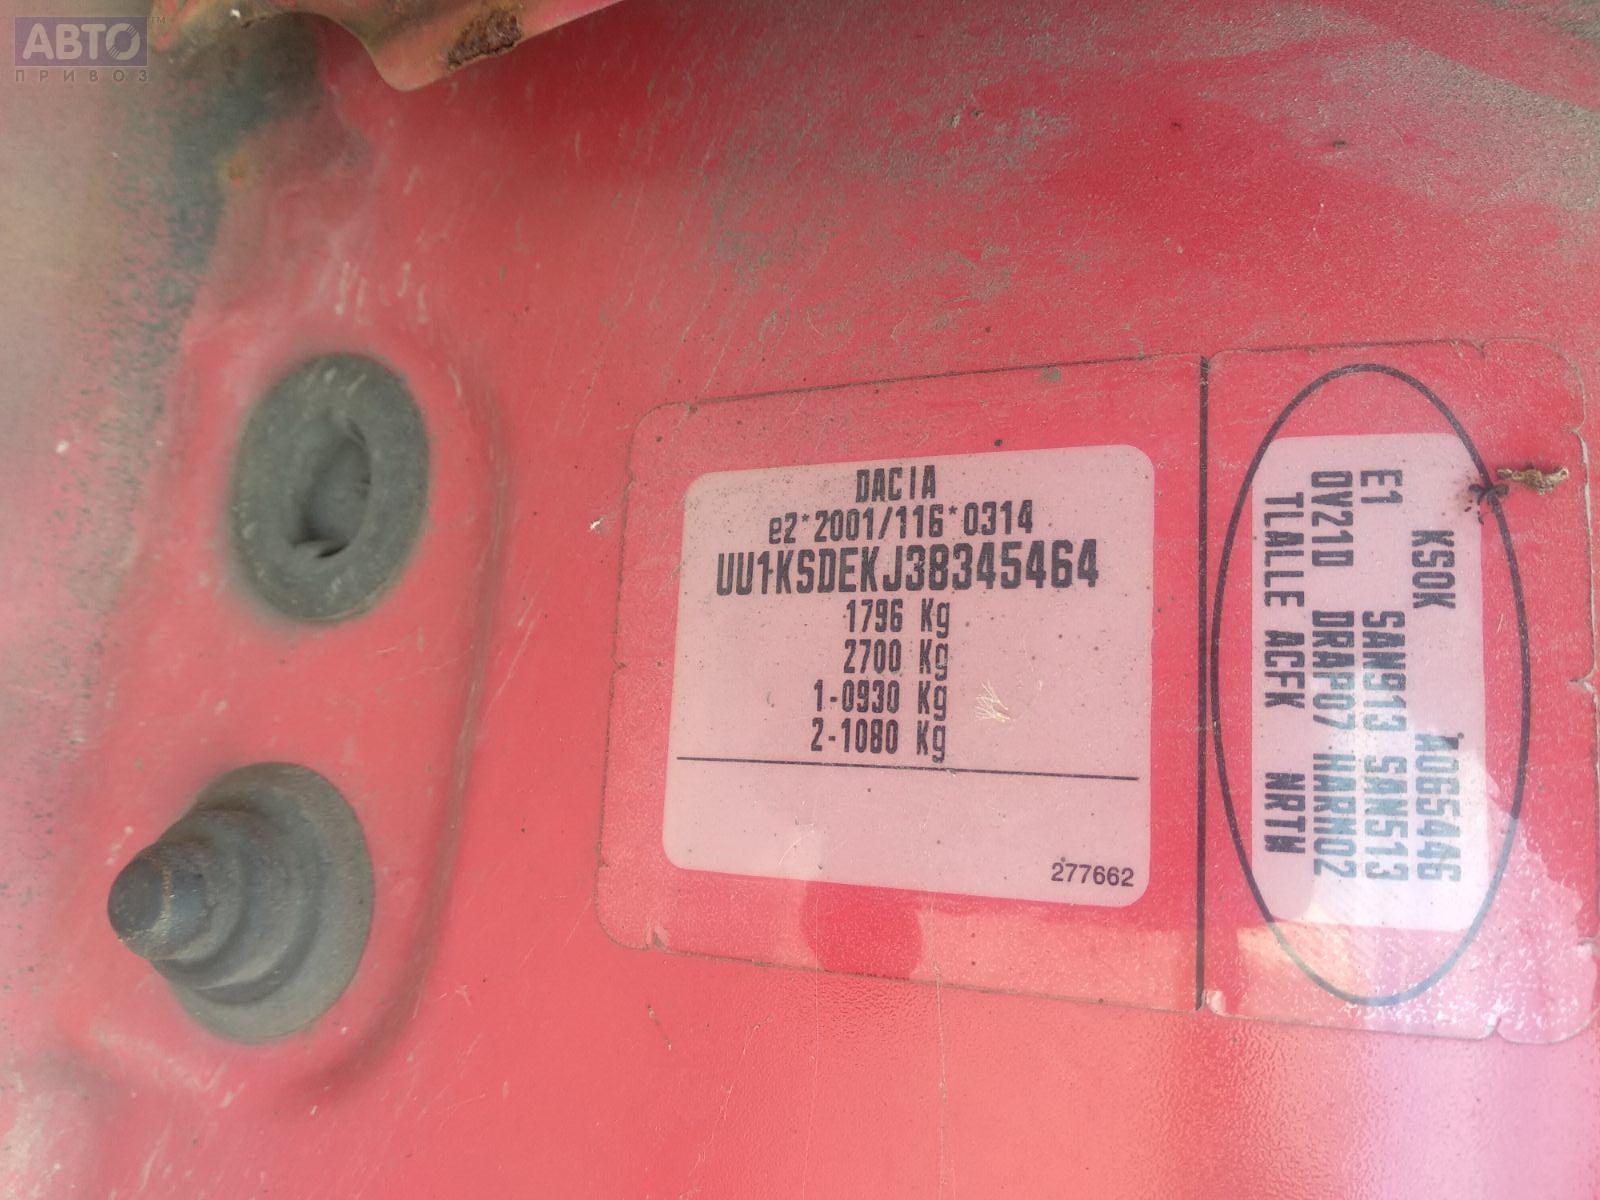 АВТО
ПРИВОЗ
DACIA
e2*2001/116*0314
UU1KSDEKJ38345464
1796 Kg
2700 Kg
1-0930 Kg
2-1080 Kg
277662
KS0K A065446
E1 SAN913 SAN513
DV21D DRAP07 HARM02
TLALLE ACFK NRTW